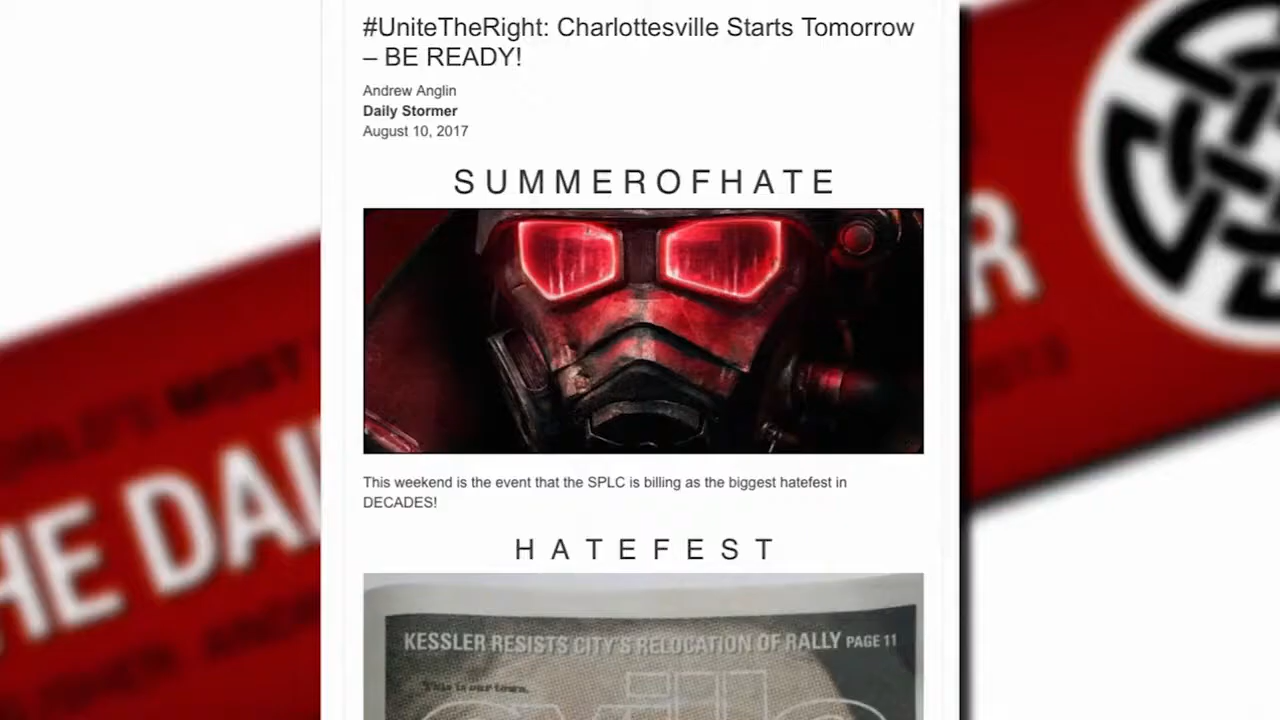 #UniteTheRight: Charlottesville Starts Tomorrow
– BE READY!
Andrew Anglin
Daily Stormer
August 10, 2017
SUMMEROFHATE
This weekend is the event that the SPLC is billing as the biggest hatefest in
DECADES!
HATEFEST
KESSLER RESISTS CITY'S RELOCATION OF RALLY PAGE 11
This is our town.
HE DAI
R